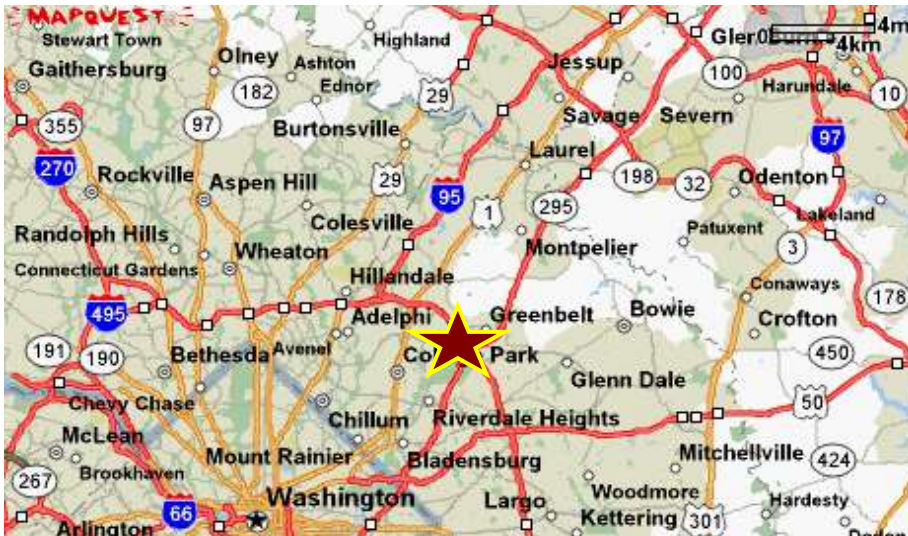 MAPQUEST
Stewart Town
Olney
Highland
4m
4km
Gaithersburg
Ashton
Ednor
Jessup
100
Harundale
182
29
10
355
97
Burtonsville
Savage
Severn
97
270
Rockville
Aspen Hill
29
95
Laurel
198
32
Odenton
Colesville
1
295
Lakeland
Randolph Hills
Wheaton
Montpelier
Patuxent
3
Connecticut Gardens
Hillandale
Conaways
178
495
Adelphi
Greenbelt
Bowie
Crofton
191
190
Bethesda
Avenel
Park
450
Glenn Dale
Chevy Chase
Chillum
Riverdale Heights
50
McLean
Mount Rainier
Bladensburg
Mitchellville
424
Brookhaven
267
Washington
Woodmore
66
Largo
Hardesty
Arlington
Kettering
301